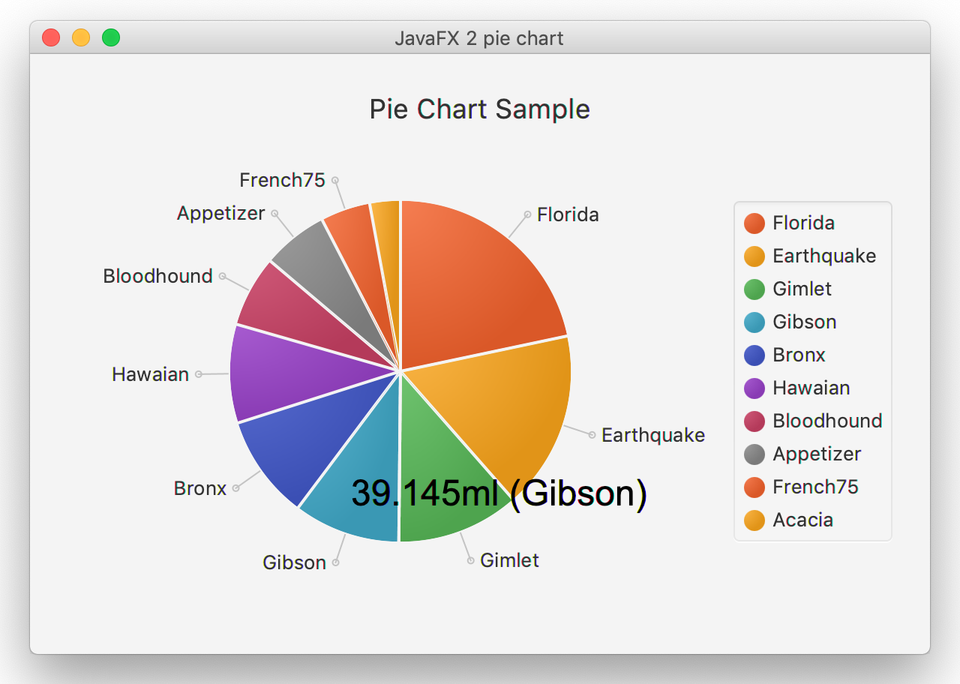 JavaFX 2 pie chart
Pie Chart Sample
French75
Appetizer
Florida
Bloodhound
Hawaian
Earthquake
Bronx
39.145ml (Gibson)
Gibson
Gimlet
Florida
Earthquake
Gimlet
Gibson
Bronx
Hawaian
Bloodhound
Appetizer
French75
Acacia